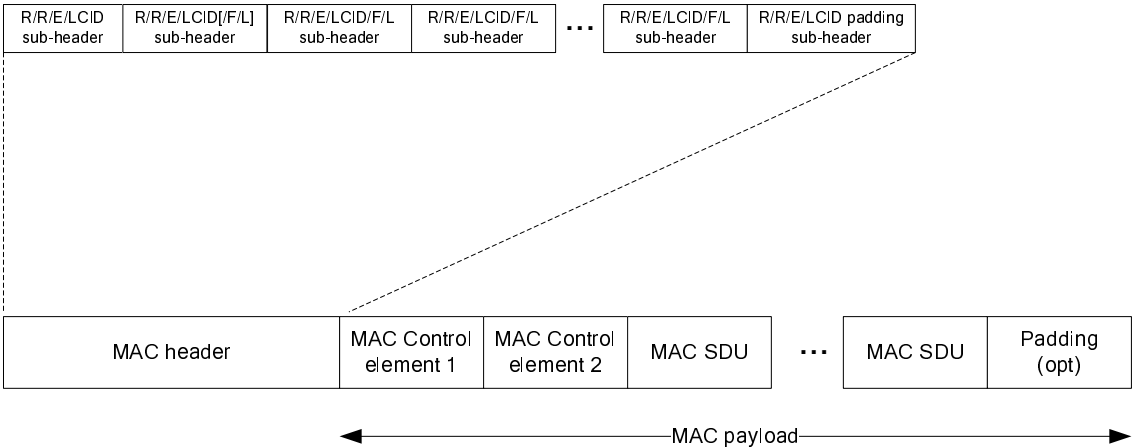 R/R/E/LCID
sub-header
R/R/E/LCID[/F/L]
sub-header
R/R/E/LCID/F/L
sub-header
R/R/E/LCID/F/L
sub-header
...
R/R/E/LCID/F/L
sub-header
R/R/E/LCID padding
sub-header
MAC header
MAC Control
element 1
MAC Control
element 2
MAC SDU
...
MAC SDU
Padding
(opt)
MAC payload